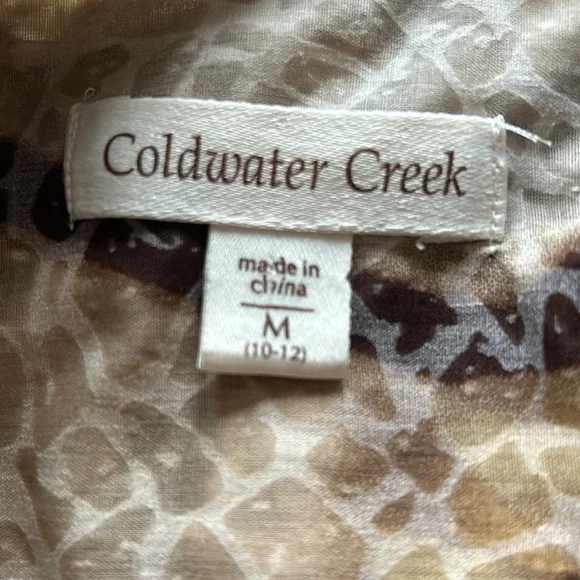 Coldwater Creek
made in
china
M
(10-12)